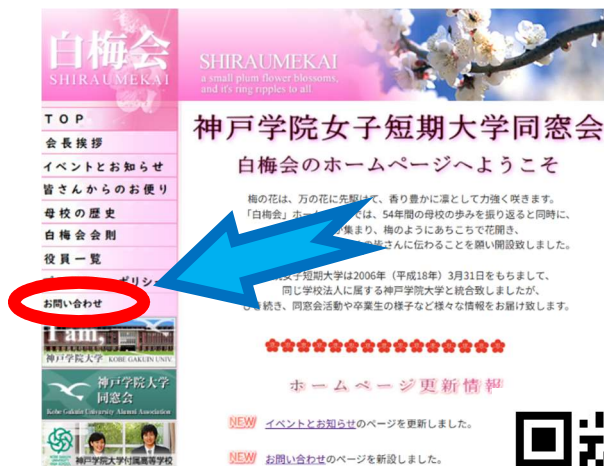 白梅会
SHIRAUMEKAI
SHIRAUMEKAI
a small plum flower blossoms,
and it's ring ripples to all
TOP
会長挨拶
イベントとお知らせ
皆さんからのお便り
母校の歴史
白梅会会則
役員一覧
ポリシー
お問い合わせ
I am,
神戸学院大学 KOBE GAKUIN UNIV.
神戸学院大学
同窓会
Kobe Gakuin University Alumni Association
神戸学院大学付属高等学校
神戸学院女子短期大学同窓会
白梅会のホームページへようこそ
梅の花は、万の花に先駆けて、香り豊かに凛として力強く咲きます。
「白梅会」ホーム では、54年間の母校の歩みを振り返ると同時に、
が集まり、梅のようにあちこちで花開き、
の皆さんに伝わることを願い開設致しました。
女子短期大学は2006年（平成18年）3月31日をもちまして、
同じ学校法人に属する神戸学院大学と統合致しましたが、
き続き、同窓会活動や卒業生の様子など様々な情報をお届け致します。
ホームページ更新情報
NEW イベントとお知らせのページを更新しました。
NEW お問い合わせのページを新設しました。